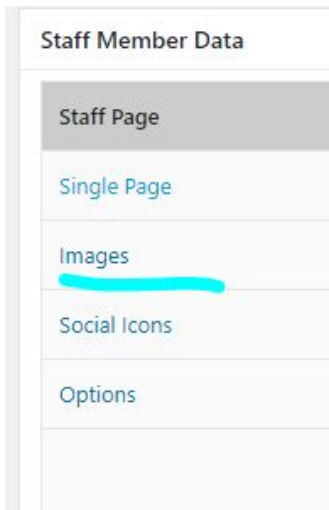 Staff Member Data
Staff Page
Single Page
Images
Social Icons
Options